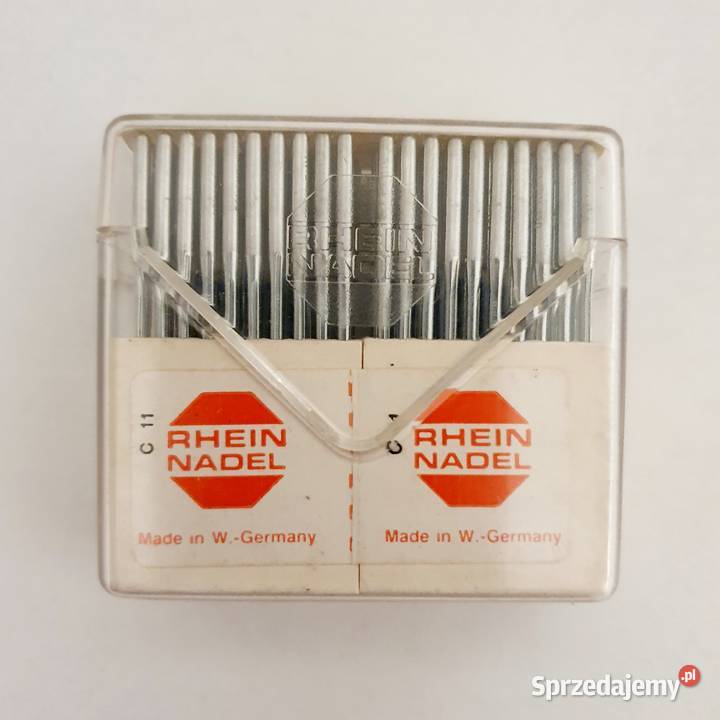 RHEIN
NADEL
C 11
RHEIN
NADEL
Made in W.-Germany
C
RHEIN
NADEL
Made in W.-Germany
Sprzedajemy.pl